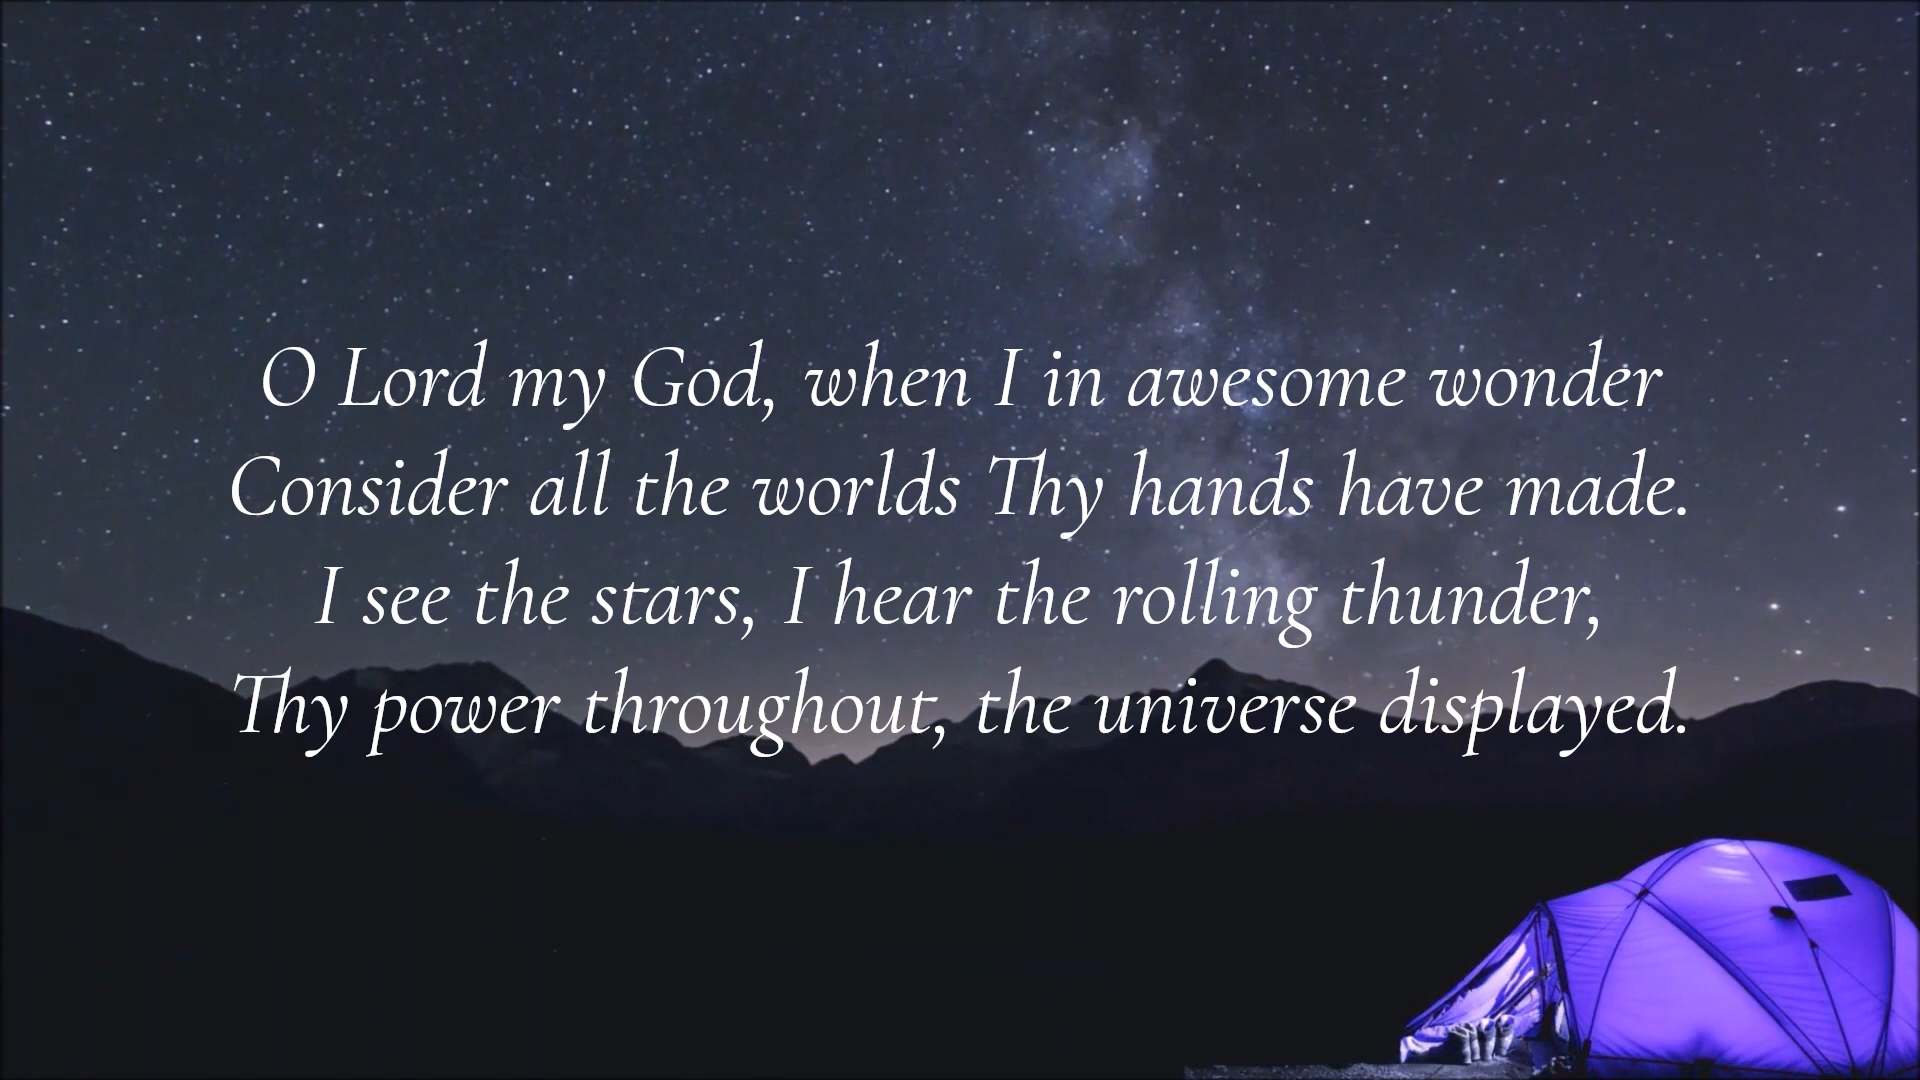 O Lord my God, when I in awesome wonder
Consider all the worlds Thy hands have made.
I see the stars, I hear the rolling thunder,
Thy power throughout, the universe displayed.